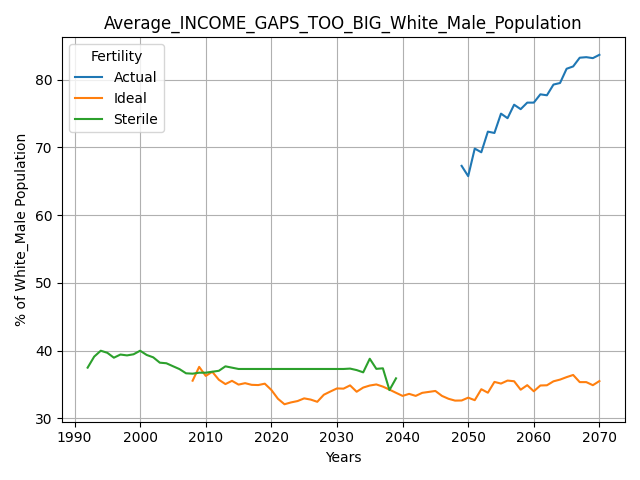 Average_INCOME_GAPS_TOO_BIG_White_Male_Population
Fertility
Actual
Ideal
Sterile
% of White_Male Population
80
70
60
50
40
30
1990
2000
2010
2020
2030
2040
2050
2060
2070
Years